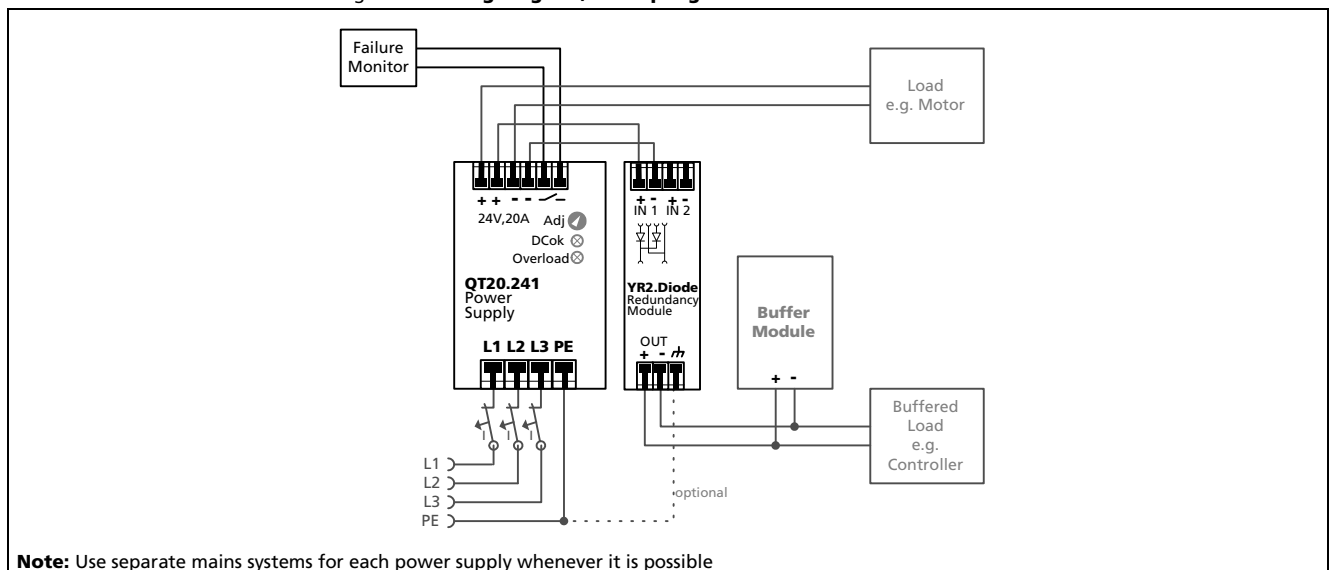 Failure
Monitor
Load
e.g. Motor
+ + - -
24V,20A
Adj
DCok
Overload
QT20.241
Power
Supply
L1 L2 L3 PE
+ - + -
IN 1 IN 2
YR2.Diode
Redundancy
Module
OUT
+ -
Buffer
Module
+ -
Buffered
Load
e.g.
Controller
I I I
L1
L2
L3
PE
optional
Note: Use separate mains systems for each power supply whenever it is possible